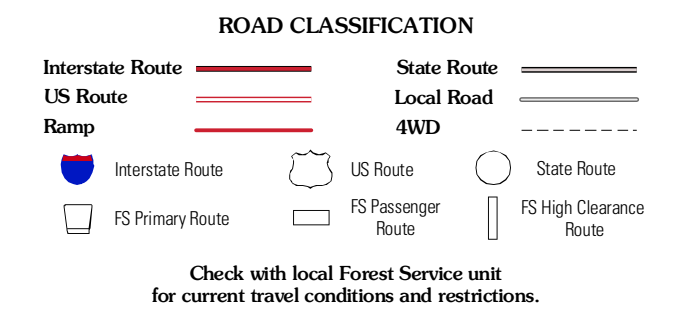 ROAD CLASSIFICATION
Interstate Route
State Route
US Route
Local Road
Ramp
4WD
Interstate Route
US Route
State Route
FS Primary Route
FS Passenger
Route
FS High Clearance
Route
Check with local Forest Service unit
for current travel conditions and restrictions.